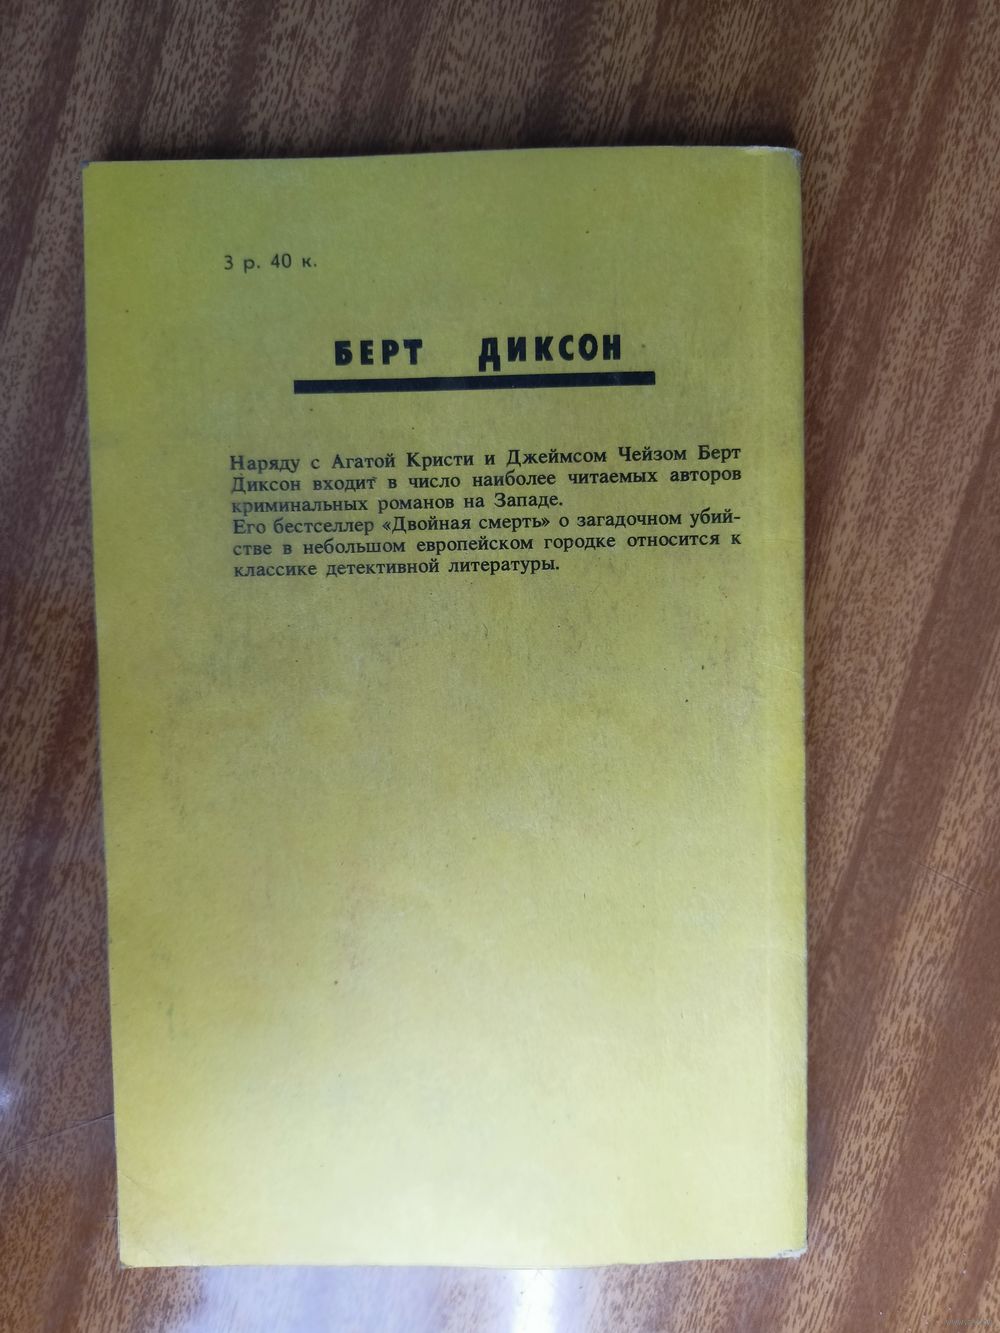 3 р. 40 к.
БЕРТ ДИКСОН
Наряду с Агатой Кристи и Джеймсом Чейзом Берт
Диксон входит в число наиболее читаемых авторов
криминальных романов на Западе.
Его бестселлер «Двойная смерть» о загадочном убий-
стве в небольшом европейском городке относится к
классике детективной литературы.